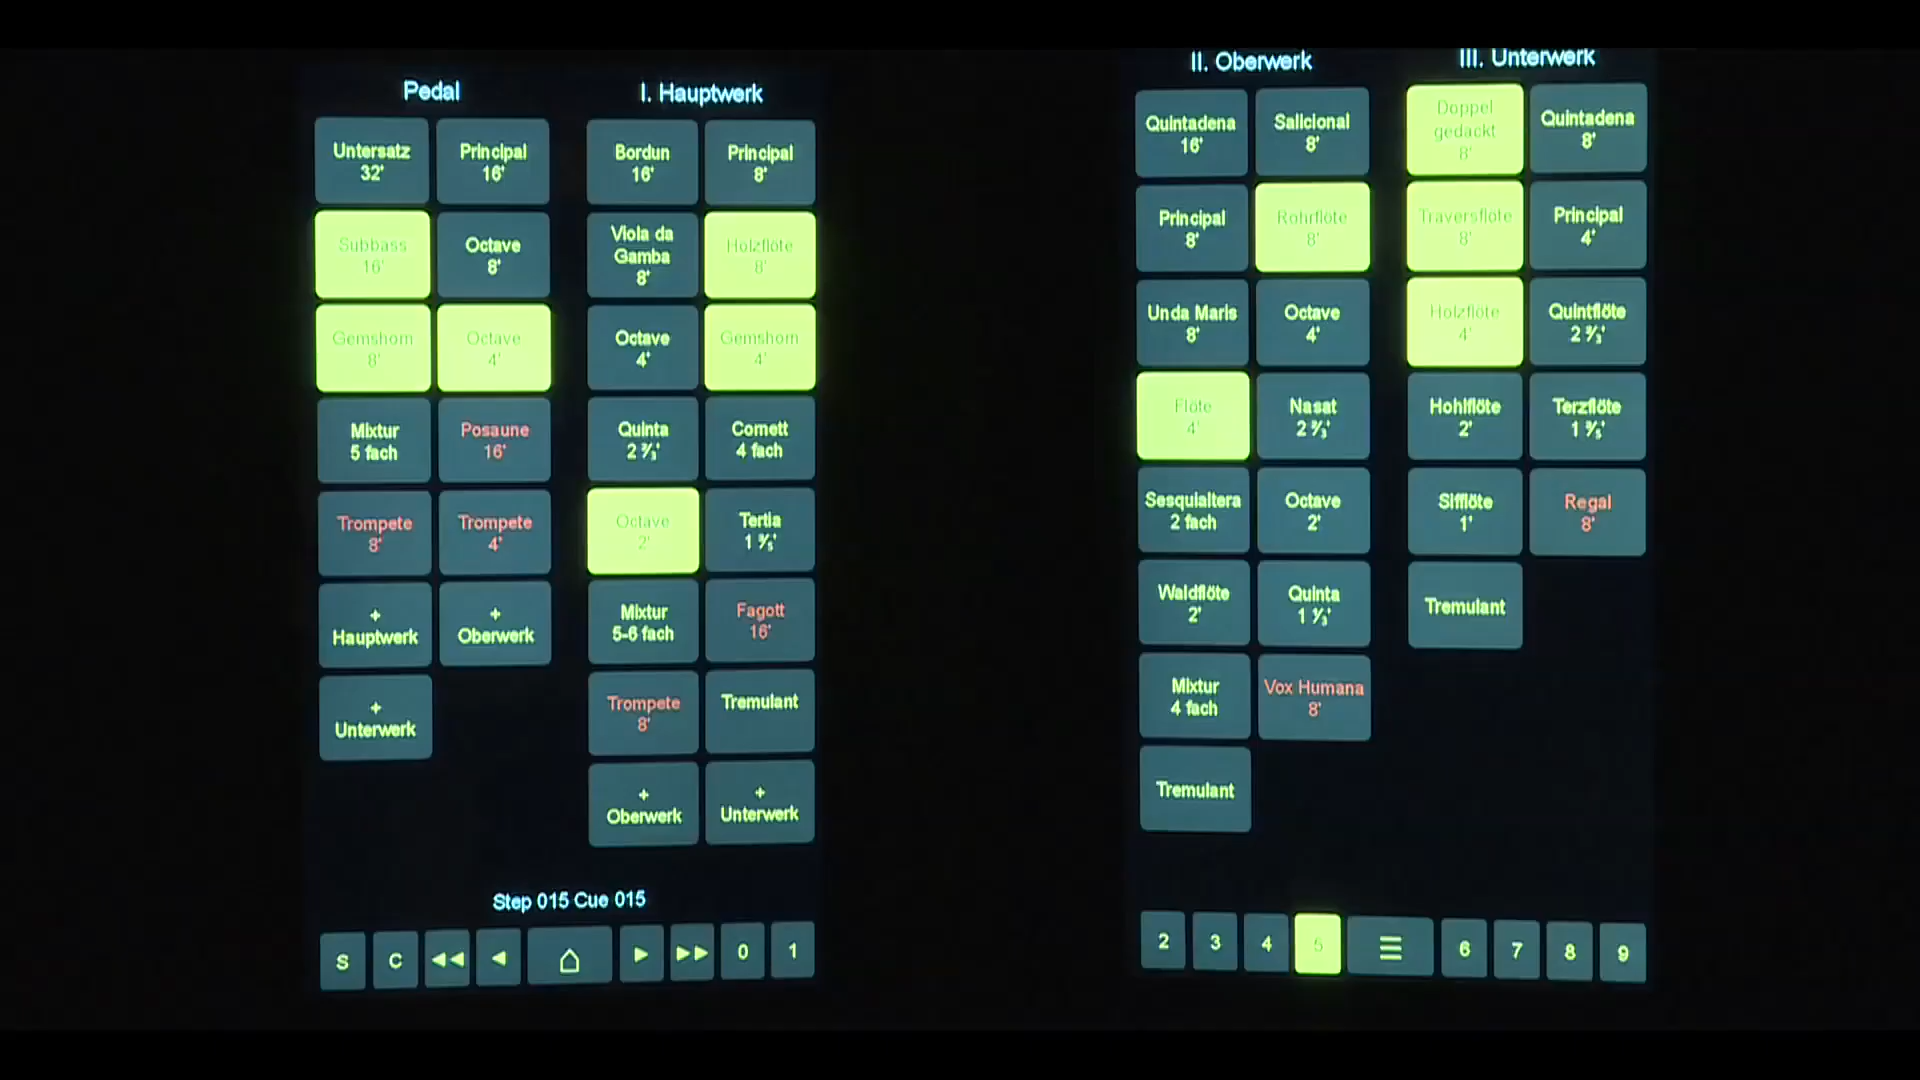 Pedal
I. Hauptwerk
Untersatz
32'
Principal
16'
Bordun
16'
Principal
8'
Subbass
16'
Octave
8'
Viola da
Gamba
8'
Holzflöte
8'
Gemshorn
8'
Octave
4'
Octave
4'
Gemshorn
4'
Mixtur
5 fach
Posaune
16'
Quinta
2 ⅔'
Cornett
4 fach
Trompete
8'
Trompete
4'
Octave
2'
Tertia
1 ⅗'
+
Hauptwerk
+
Oberwerk
Mixtur
5-6 fach
Fagott
16'
+
Unterwerk
Trompete
8'
Tremulant
+
Oberwerk
+
Unterwerk
Step 015 Cue 015
S C ◀◀ ◀ ▶ ▶▶ 0 1
II. Oberwerk
III. Unterwerk
Quintadena
16'
Salicional
8'
Doppel
gedackt
8'
Quintadena
8'
Principal
8'
Rohrflöte
8'
Traversflöte
8'
Principal
4'
Unda Maris
8'
Octave
4'
Holzflöte
4'
Quintflöte
2 ⅔'
Flöte
4'
Nasat
2 ⅔'
Hohlflöte
2'
Terzflöte
1 ⅗'
Sesquialtera
2 fach
Octave
2'
Sifflöte
1'
Regal
8'
Waldflöte
2'
Quinta
1 ⅓'
Tremulant
Mixtur
4 fach
Vox Humana
8'
Tremulant
2 3 4 5 ☰ 6 7 8 9